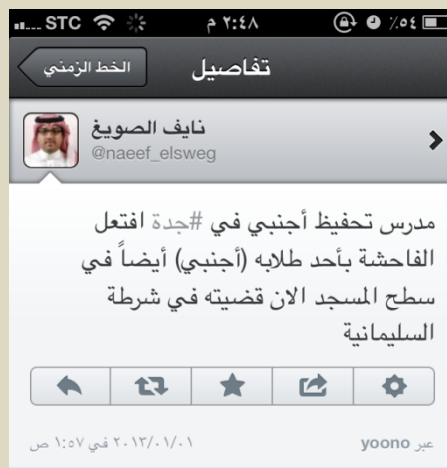 STC ٢:٤٨ م ٪٥٤
الخط الزمني تفاصيل
نايف الصويغ
@naeef_elsweg
مدرس تحفيظ أجنبي في #جدة افتعل
الفاحشة بأحد طلابه (أجنبي) أيضاً في
سطح المسجد الان قضيته في شرطة
السليمانية
٢٠١٣/٠١/٠١ في ١:٥٧ ص
عبر yoono